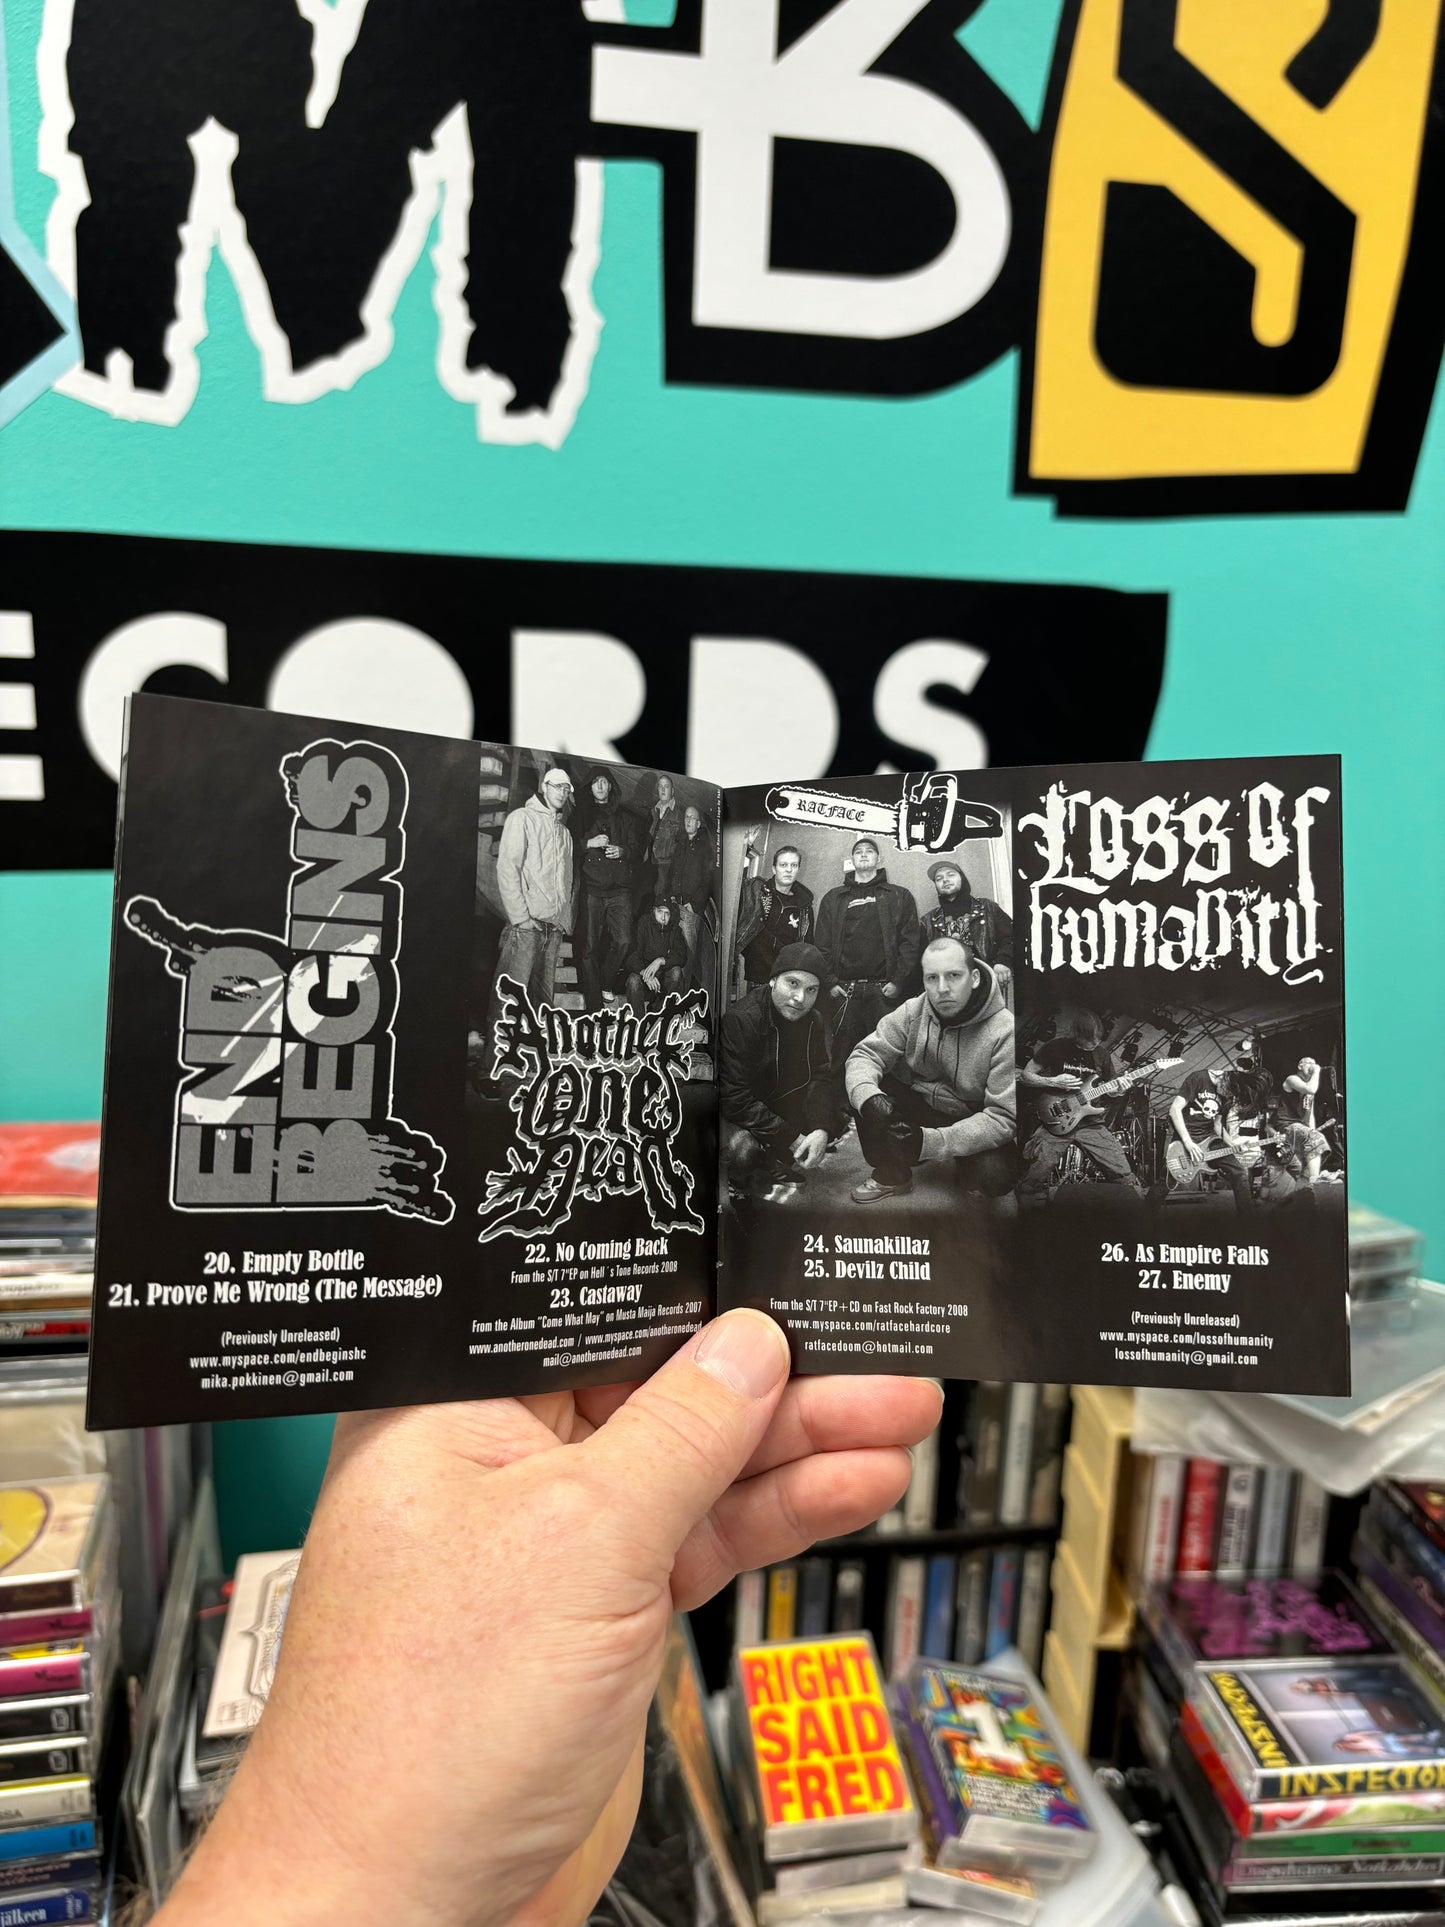 MBS
ECORDS
END
BEGINS
20. Empty Bottle
21. Prove Me Wrong (The Message)
(Previously Unreleased)
www.myspace.com/endbeginshc
mika.pokkinen@gmail.com
Another
One
Dead
22. No Coming Back
From the S/T 7"EP on Hell´s Tone Records 2008
23. Castaway
From the Album "Come What May" on Musta Maija Records 2007
www.anotheronedead.com / www.myspace.com/anotheronedead
mail@anotheronedead.com
RATFACE
24. Saunakillaz
25. Devilz Child
From the S/T 7"EP + CD on Fast Rock Factory 2008
www.myspace.com/ratfacehardcore
ratfacedoom@hotmail.com
Loss Of
humanity
26. As Empire Falls
27. Enemy
(Previously Unreleased)
www.myspace.com/lossofhumanity
lossofhumanity@gmail.com
RIGHT
SAID
FRED
1
INSPECTOR
jälkeen